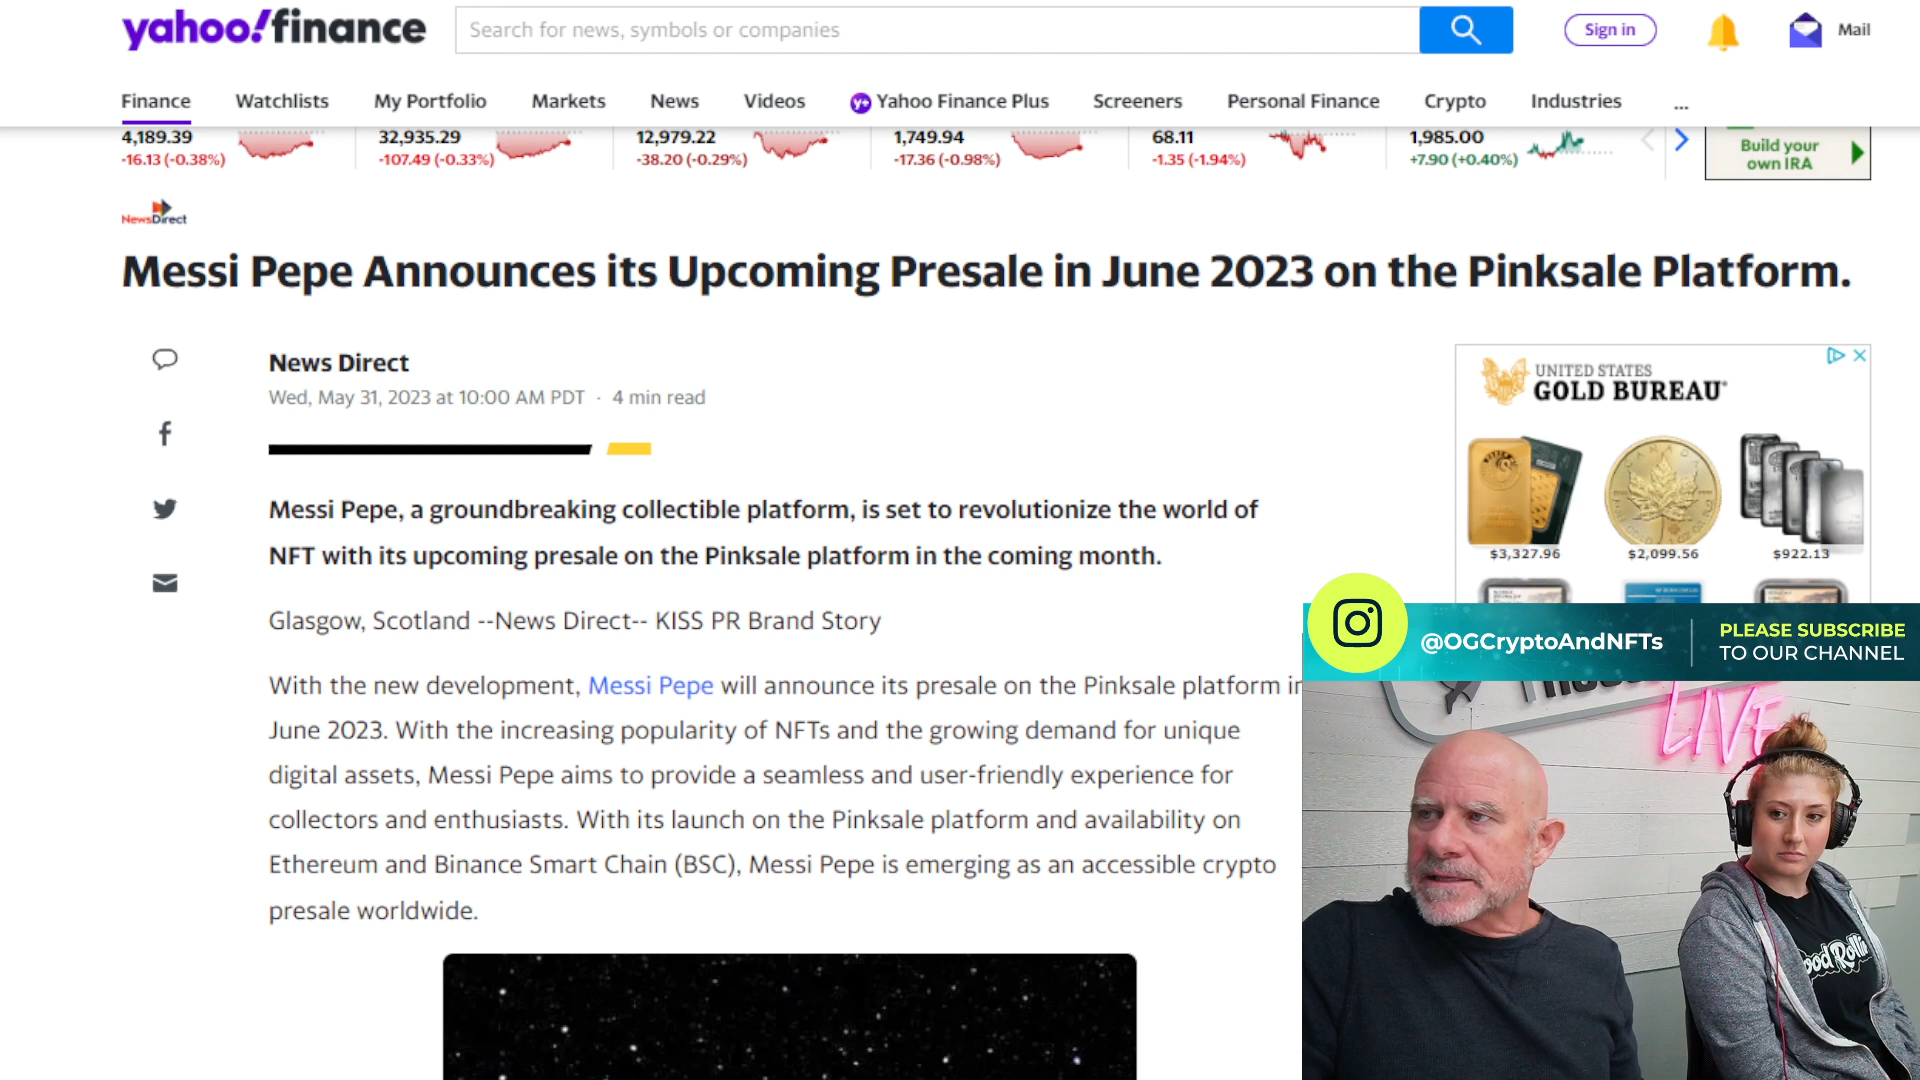 yahoo!finance
Search for news, symbols or companies
Sign in
Mail
Finance Watchlists My Portfolio Markets News Videos y+ Yahoo Finance Plus Screeners Personal Finance Crypto Industries ...
4,189.39 32,935.29 12,979.22 1,749.94 68.11 1,985.00
-16.13 (-0.38%) -107.49 (-0.33%) -38.20 (-0.29%) -17.36 (-0.98%) -1.35 (-1.94%) +7.90 (+0.40%)
Build your
own IRA
NewsDirect
Messi Pepe Announces its Upcoming Presale in June 2023 on the Pinksale Platform.
News Direct
Wed, May 31, 2023 at 10:00 AM PDT · 4 min read
Messi Pepe, a groundbreaking collectible platform, is set to revolutionize the world of
NFT with its upcoming presale on the Pinksale platform in the coming month.
Glasgow, Scotland --News Direct-- KISS PR Brand Story
With the new development, Messi Pepe will announce its presale on the Pinksale platform in
June 2023. With the increasing popularity of NFTs and the growing demand for unique
digital assets, Messi Pepe aims to provide a seamless and user-friendly experience for
collectors and enthusiasts. With its launch on the Pinksale platform and availability on
Ethereum and Binance Smart Chain (BSC), Messi Pepe is emerging as an accessible crypto
presale worldwide.
UNITED STATES
GOLD BUREAU
CANADA
$3,327.96 $2,099.56 $922.13
@OGCryptoAndNFTs
PLEASE SUBSCRIBE
TO OUR CHANNEL
LIVE